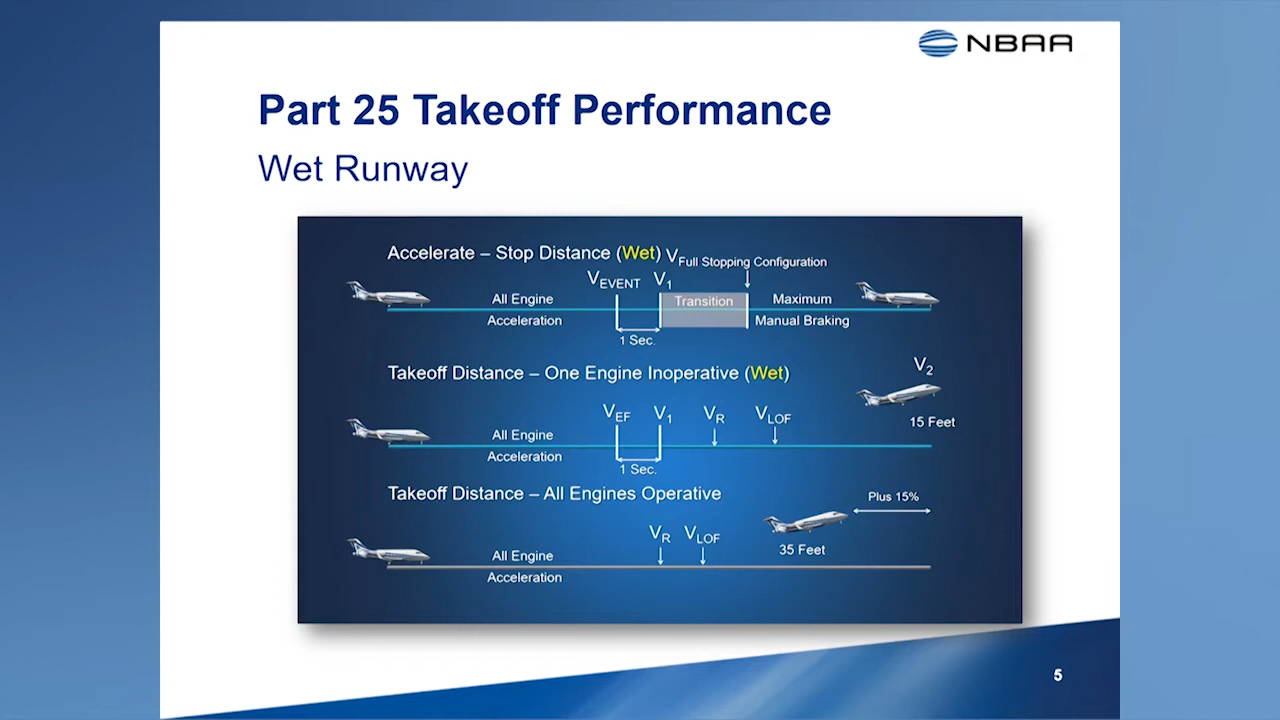 NBAA
Part 25 Takeoff Performance
Wet Runway
Accelerate – Stop Distance (Wet)
VFull Stopping Configuration
VEVENT
V1
All Engine
Acceleration
Transition
Maximum
Manual Braking
1 Sec.
Takeoff Distance – One Engine Inoperative (Wet)
V2
15 Feet
VEF
V1
VR
VLOF
All Engine
Acceleration
1 Sec.
Takeoff Distance – All Engines Operative
Plus 15%
VR
VLOF
35 Feet
All Engine
Acceleration
5